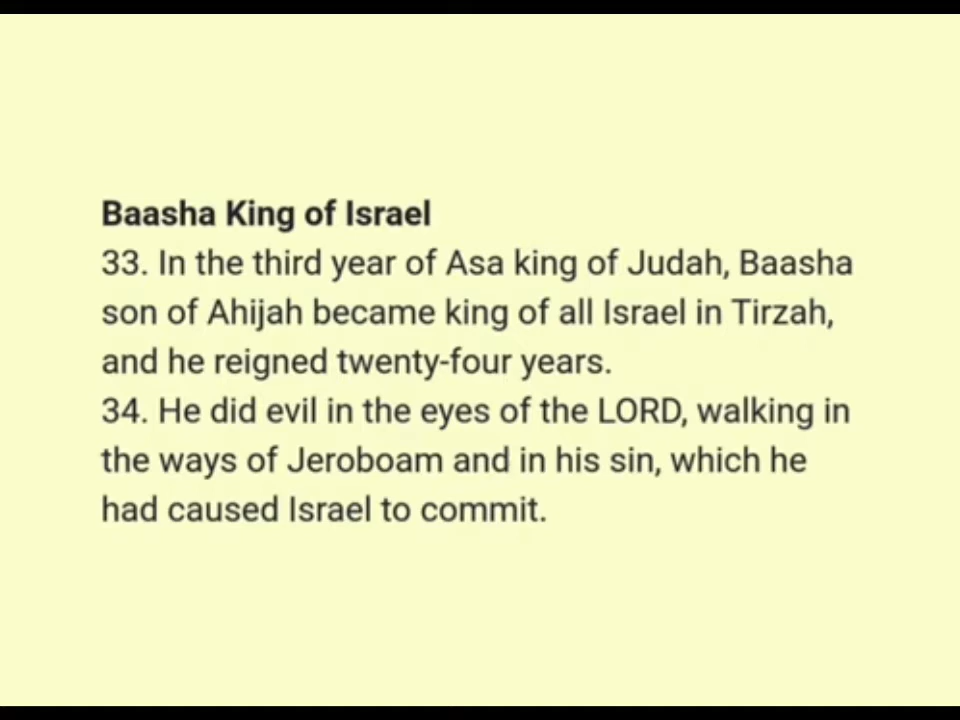 Baasha King of Israel
33. In the third year of Asa king of Judah, Baasha
son of Ahijah became king of all Israel in Tirzah,
and he reigned twenty-four years.
34. He did evil in the eyes of the LORD, walking in
the ways of Jeroboam and in his sin, which he
had caused Israel to commit.